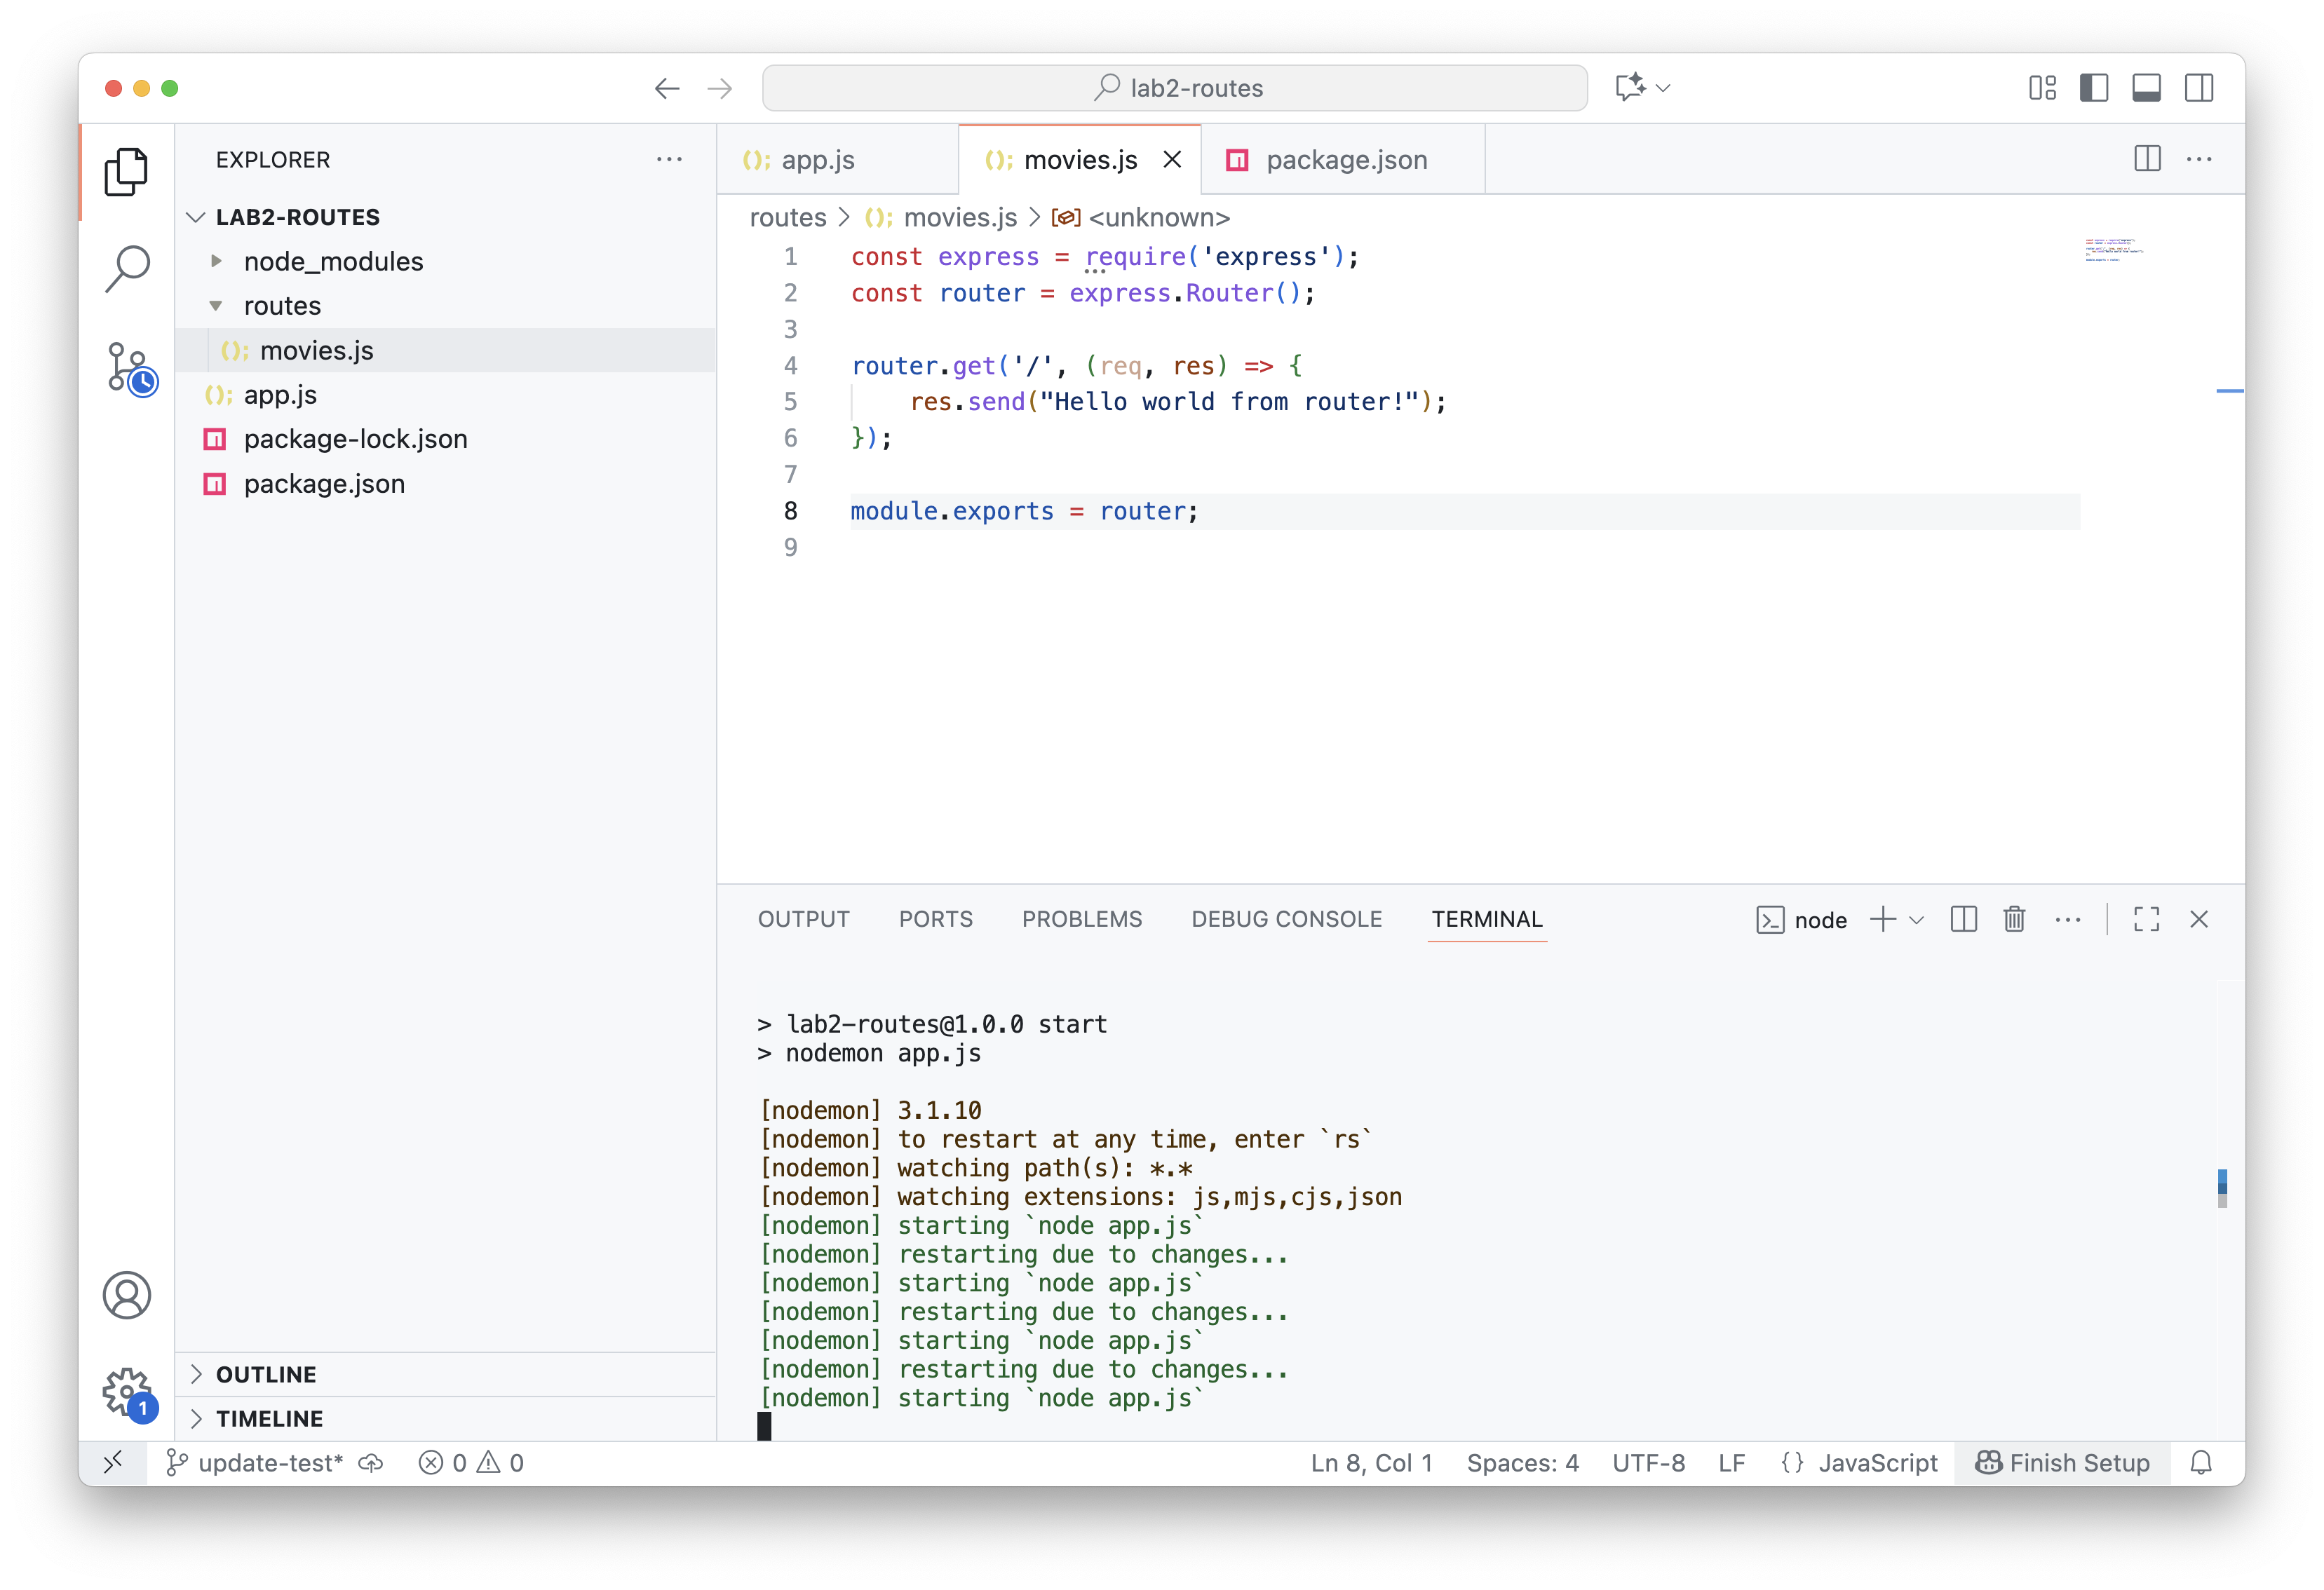 lab2-routes
EXPLORER
LAB2-ROUTES
node_modules
routes
movies.js
app.js
package-lock.json
package.json
OUTLINE
TIMELINE
app.js
movies.js
package.json
routes > movies.js > <unknown>
1 const express = require('express');
2 const router = express.Router();
3
4 router.get('/', (req, res) => {
5 res.send("Hello world from router!");
6 });
7
8 module.exports = router;
9
OUTPUT PORTS PROBLEMS DEBUG CONSOLE TERMINAL node
> lab2-routes@1.0.0 start
> nodemon app.js
[nodemon] 3.1.10
[nodemon] to restart at any time, enter `rs`
[nodemon] watching path(s): *.*
[nodemon] watching extensions: js,mjs,cjs,json
[nodemon] starting `node app.js`
[nodemon] restarting due to changes...
[nodemon] starting `node app.js`
[nodemon] restarting due to changes...
[nodemon] starting `node app.js`
[nodemon] restarting due to changes...
[nodemon] starting `node app.js`
1
update-test* 0 0 Ln 8, Col 1 Spaces: 4 UTF-8 LF {} JavaScript Finish Setup